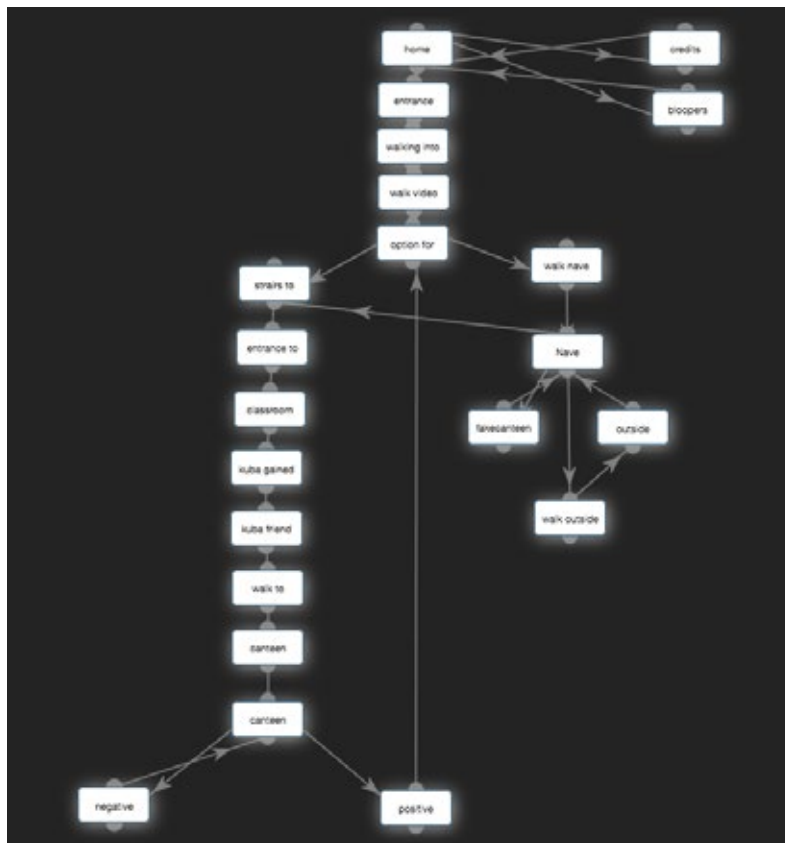 home
credits
entrance
bloopers
walking into
walk video
option for
walk nave
strairs to
entrance to
Nave
classroom
fakecanteen
outside
kuba gained
walk outside
kuba friend
walk to
canteen
canteen
negative
positive